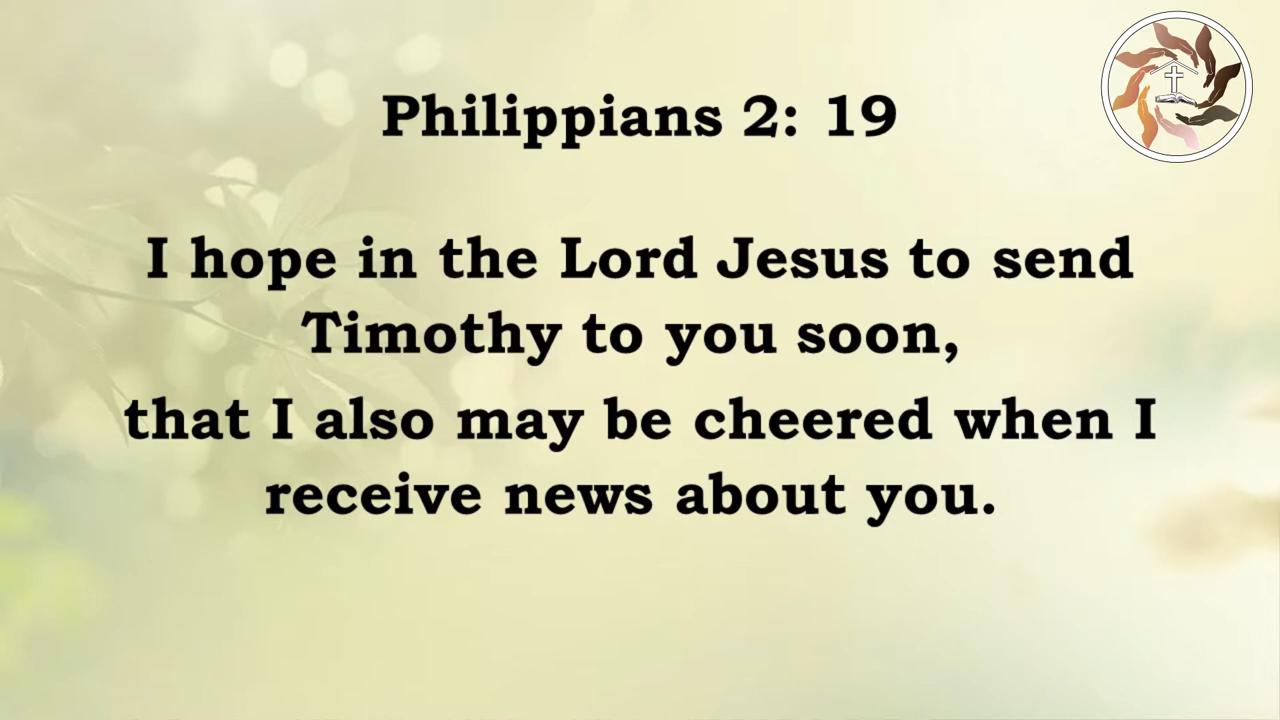 Philippians 2: 19
I hope in the Lord Jesus to send
Timothy to you soon,
that I also may be cheered when I
receive news about you.